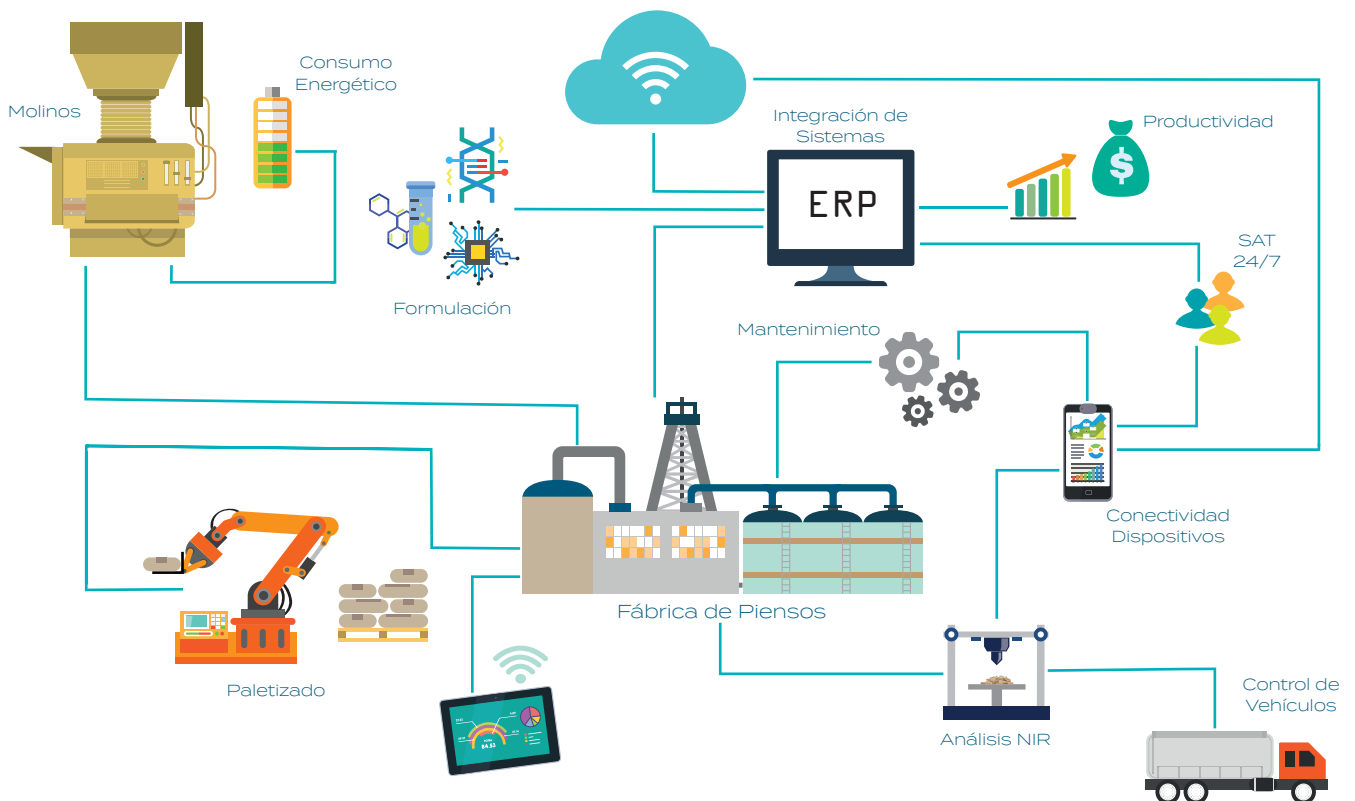 Consumo
Energético
Molinos
Integración de
Sistemas
Productividad
$
ERP
SAT
24/7
Formulación
Mantenimiento
Conectividad
Dispositivos
Fábrica de Piensos
Paletizado
Análisis NIR
Control de
Vehículos